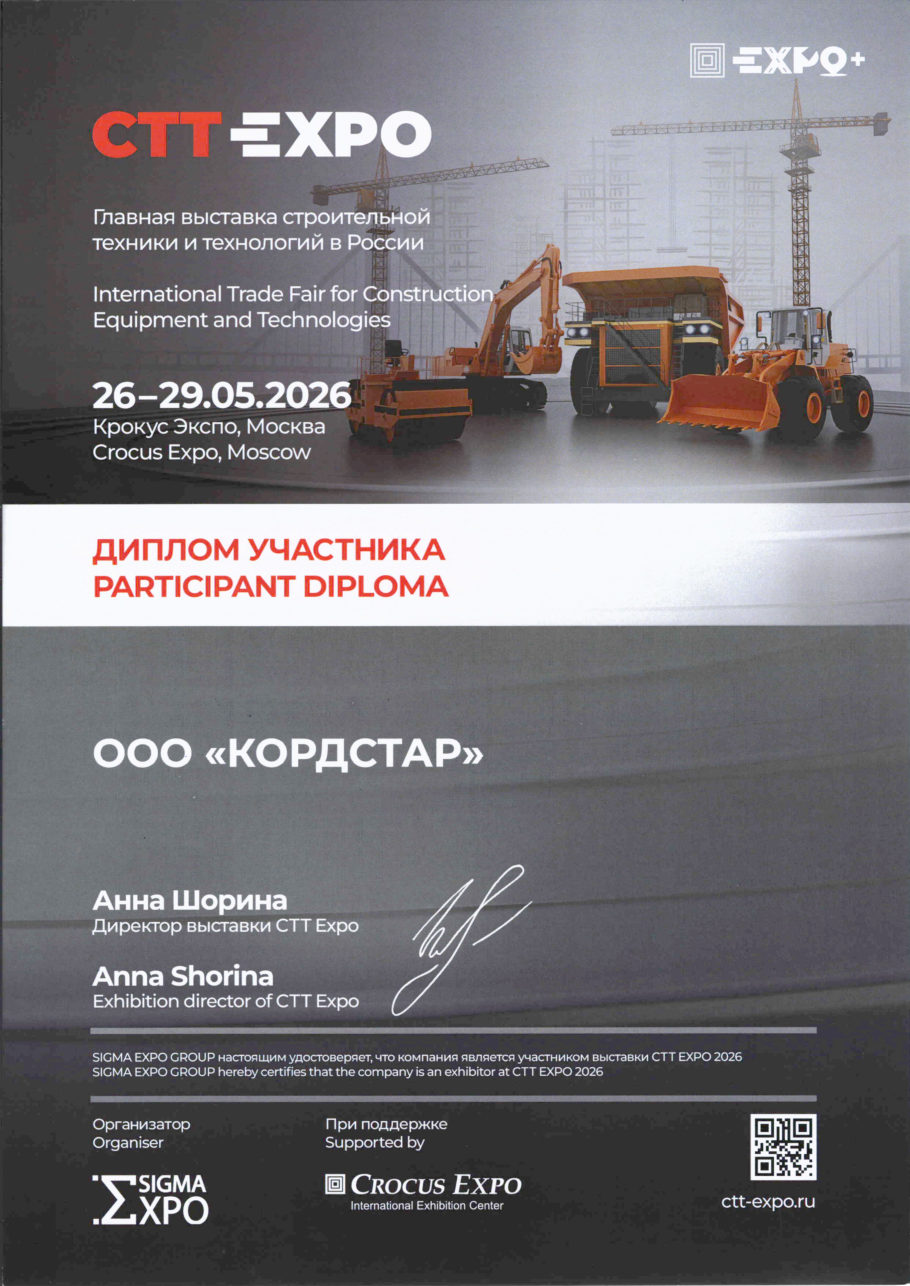 EXPO+
CTT EXPO
Главная выставка строительной
техники и технологий в России
International Trade Fair for Construction
Equipment and Technologies
26–29.05.2026
Крокус Экспо, Москва
Crocus Expo, Moscow
ДИПЛОМ УЧАСТНИКА
PARTICIPANT DIPLOMA
ООО «КОРДСТАР»
Анна Шорина
Директор выставки CTT Expo
Anna Shorina
Exhibition director of CTT Expo
SIGMA EXPO GROUP настоящим удостоверяет, что компания является участником выставки CTT EXPO 2026
SIGMA EXPO GROUP hereby certifies that the company is an exhibitor at CTT EXPO 2026
Организатор
Organiser
SIGMA
EXPO
При поддержке
Supported by
CROCUS EXPO
International Exhibition Center
ctt-expo.ru